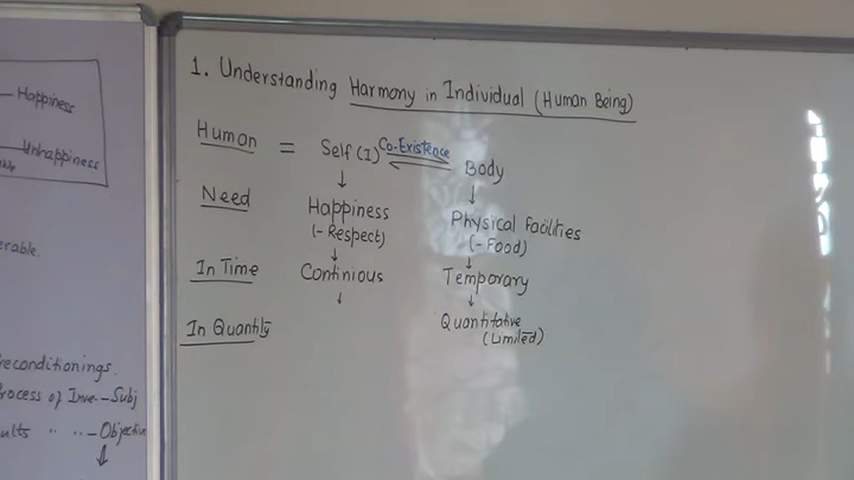 Happiness
Unhappiness
erable.
reconditionings.
rocess of Inve.-Subj
ults " " -Objective
↓
1. Understanding Harmony in Individual (Human Being)
Human = Self (I) Co-Existence Body
↓ ↓
Need Happiness Physical facilities
(-Respect) (-Food)
↓ ↓
In Time Continious Temporary
↓ ↓
In Quantity Quantitative
(Limited)